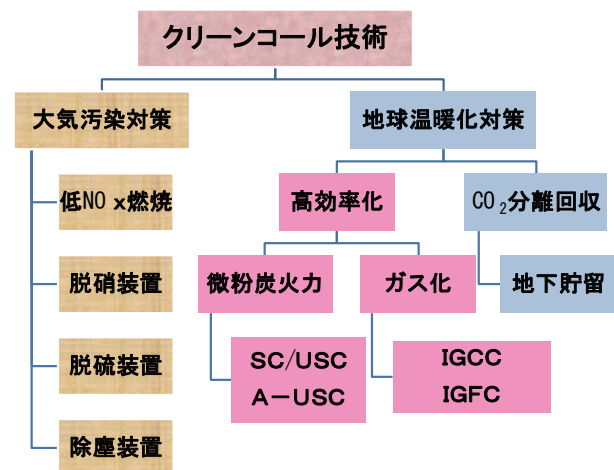 クリーンコール技術
大気汚染対策
地球温暖化対策
低NOx燃焼
高効率化
CO₂分離回収
脱硝装置
微粉炭火力
ガス化
地下貯留
脱硫装置
SC/USC
A－USC
IGCC
IGFC
除塵装置